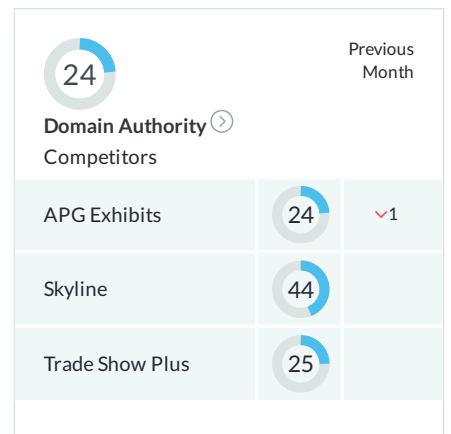 24
Previous
Month
Domain Authority
Competitors
APG Exhibits 24 1
Skyline 44
Trade Show Plus 25